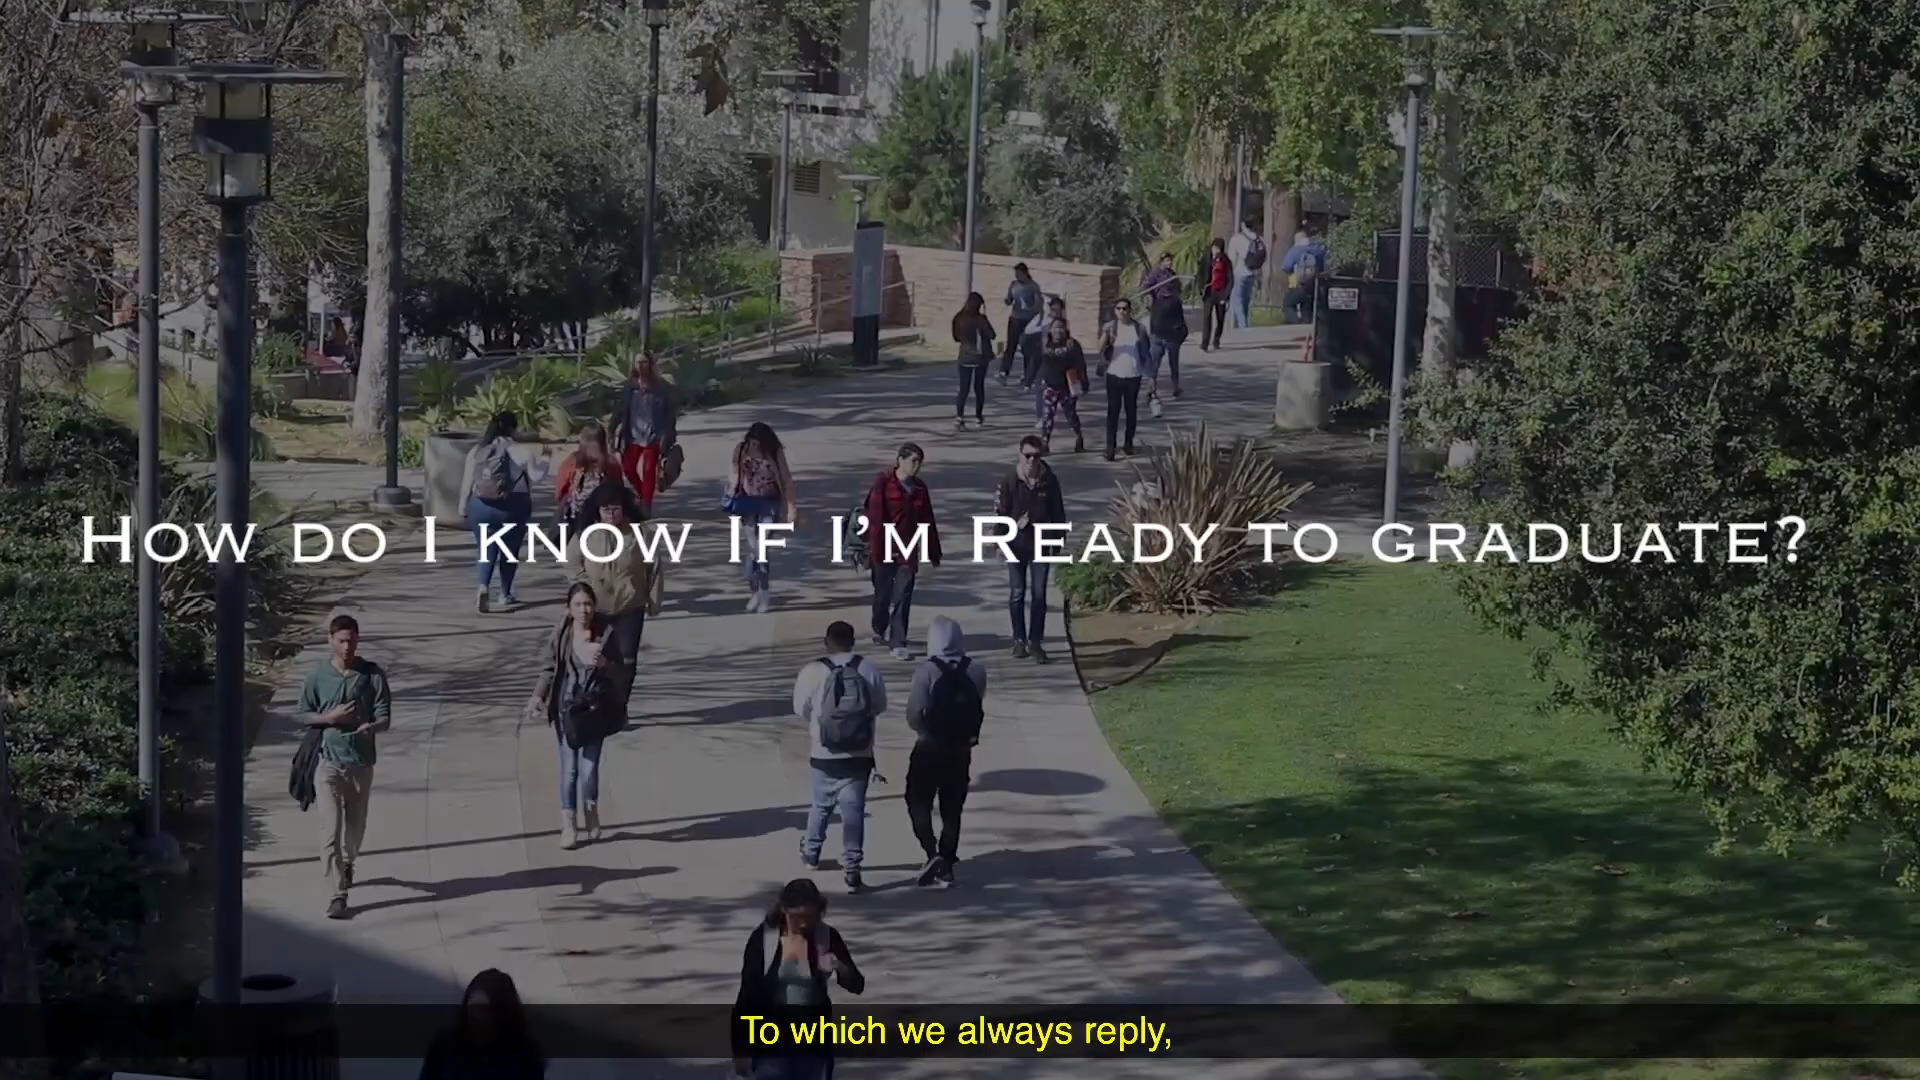 How do I know If I'm Ready to graduate?
To which we always reply,